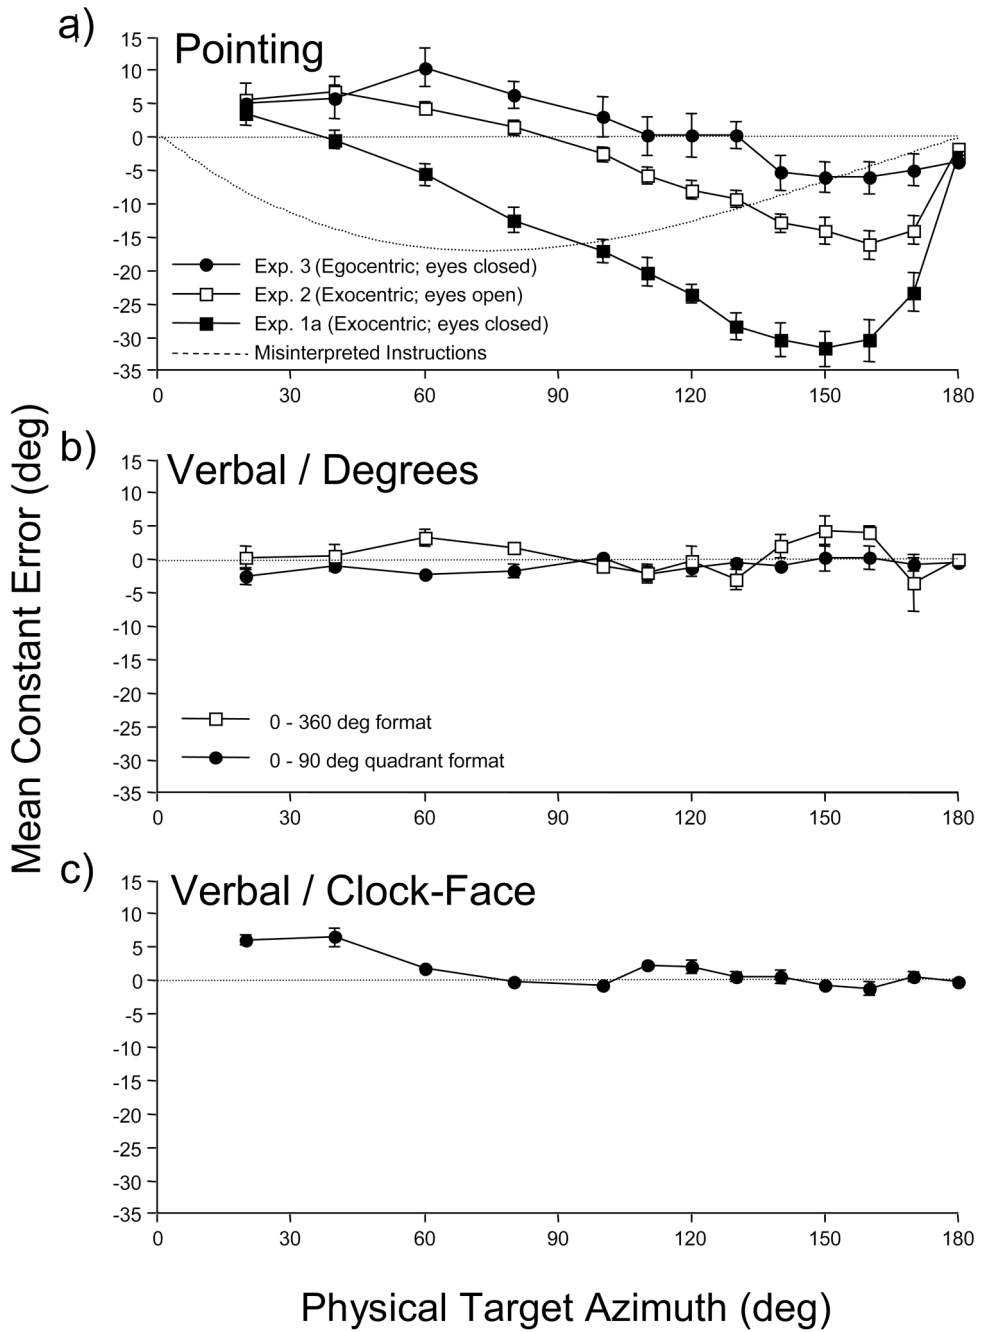 a)
Pointing
15
10
5
0
-5
-10
-15
-20
-25
-30
-35
Exp. 3 (Egocentric; eyes closed)
Exp. 2 (Exocentric; eyes open)
Exp. 1a (Exocentric; eyes closed)
Misinterpreted Instructions
0 30 60 90 120 150 180
Mean Constant Error (deg)
b)
Verbal / Degrees
15
10
5
0
-5
-10
-15
-20
-25
-30
-35
0 - 360 deg format
0 - 90 deg quadrant format
0 30 60 90 120 150 180
c)
Verbal / Clock-Face
15
10
5
0
-5
-10
-15
-20
-25
-30
-35
0 30 60 90 120 150 180
Physical Target Azimuth (deg)